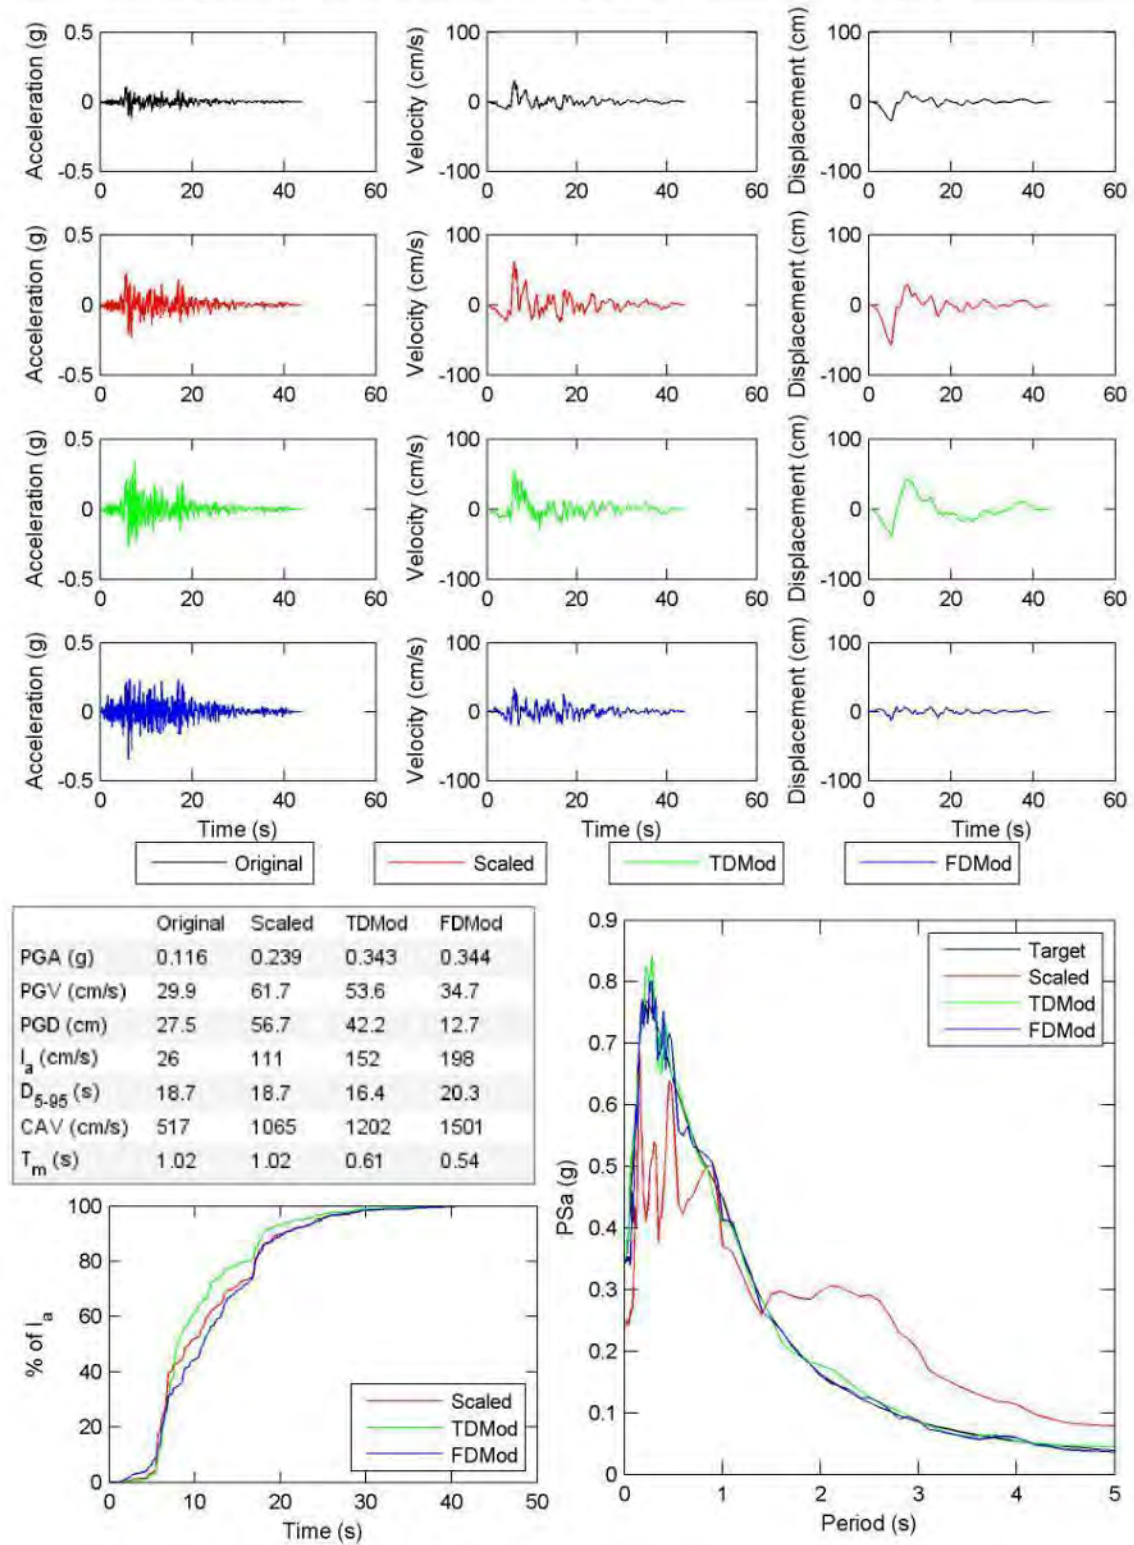 Acceleration (g)
0.5
0
-0.5
0 20 40 60
Velocity (cm/s)
100
0
-100
0 20 40 60
Displacement (cm)
100
0
-100
0 20 40 60
Acceleration (g)
0.5
0
-0.5
0 20 40 60
Velocity (cm/s)
100
0
-100
0 20 40 60
Displacement (cm)
100
0
-100
0 20 40 60
Acceleration (g)
0.5
0
-0.5
0 20 40 60
Velocity (cm/s)
100
0
-100
0 20 40 60
Displacement (cm)
100
0
-100
0 20 40 60
Acceleration (g)
0.5
0
-0.5
0 20 40 60
Time (s)
Velocity (cm/s)
100
0
-100
0 20 40 60
Time (s)
Displacement (cm)
100
0
-100
0 20 40 60
Time (s)
Original Scaled TDMod FDMod
Original Scaled TDMod FDMod
PGA (g) 0.116 0.239 0.343 0.344
PGV (cm/s) 29.9 61.7 53.6 34.7
PGD (cm) 27.5 56.7 42.2 12.7
I_a (cm/s) 26 111 152 198
D_5-95 (s) 18.7 18.7 16.4 20.3
CAV (cm/s) 517 1065 1202 1501
T_m (s) 1.02 1.02 0.61 0.54
% of I_a
100
80
60
40
20
0
0 10 20 30 40 50
Time (s)
Scaled
TDMod
FDMod
PSa (g)
0.9
0.8
0.7
0.6
0.5
0.4
0.3
0.2
0.1
0
0 1 2 3 4 5
Period (s)
Target
Scaled
TDMod
FDMod